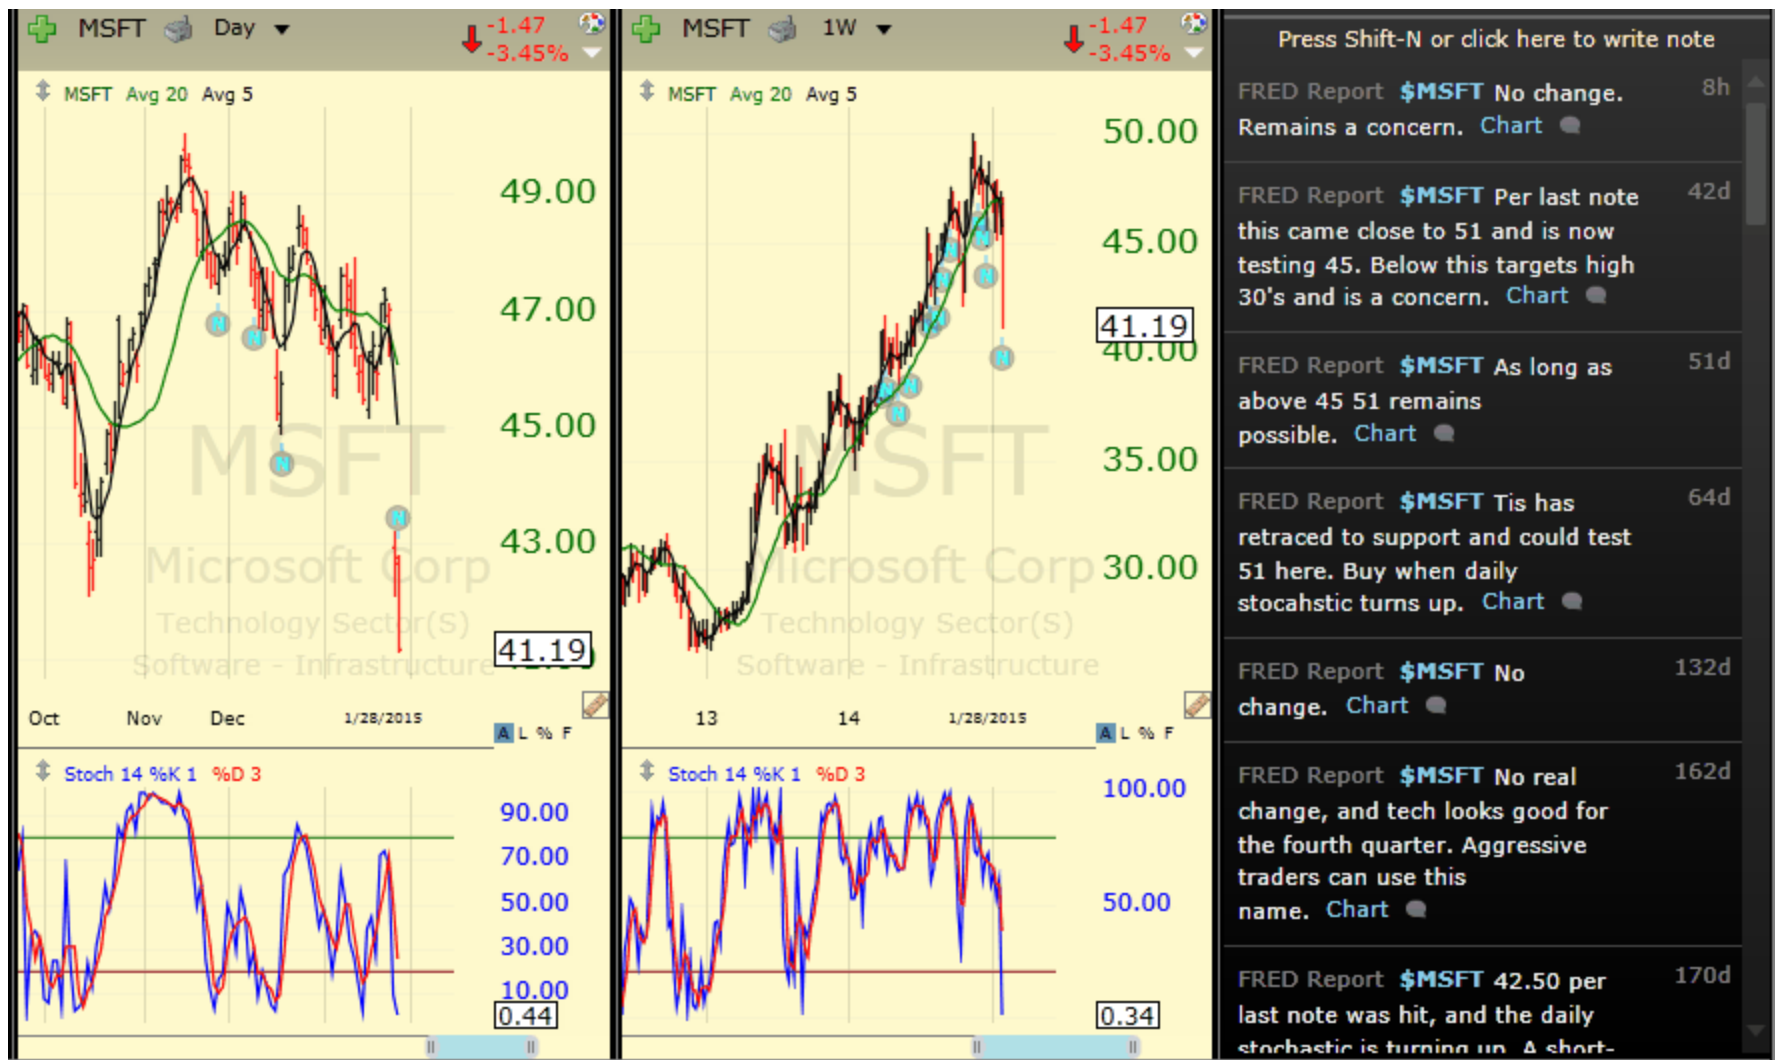 MSFT Day
-1.47
-3.45%
MSFT Avg 20 Avg 5
49.00
47.00
45.00
43.00
41.19
MSFT
Microsoft Corp
Technology Sector(S)
Software - Infrastructure
Oct Nov Dec 1/28/2015
A L % F
Stoch 14 %K 1 %D 3
90.00
70.00
50.00
30.00
10.00
0.44
N
N
N
N
MSFT 1W
-1.47
-3.45%
MSFT Avg 20 Avg 5
50.00
45.00
41.19
40.00
35.00
30.00
MSFT
Microsoft Corp
Technology Sector(S)
Software - Infrastructure
13 14 1/28/2015
A L % F
Stoch 14 %K 1 %D 3
100.00
50.00
0.34
N
N
N
N
N
N
N
N
N
Press Shift-N or click here to write note
FRED Report $MSFT No change. 8h
Remains a concern. Chart
FRED Report $MSFT Per last note 42d
this came close to 51 and is now
testing 45. Below this targets high
30's and is a concern. Chart
FRED Report $MSFT As long as 51d
above 45 51 remains
possible. Chart
FRED Report $MSFT Tis has 64d
retraced to support and could test
51 here. Buy when daily
stocahstic turns up. Chart
FRED Report $MSFT No 132d
change. Chart
FRED Report $MSFT No real 162d
change, and tech looks good for
the fourth quarter. Aggressive
traders can use this
name. Chart
FRED Report $MSFT 42.50 per 170d
last note was hit, and the daily
stochastic is turning up. A short-